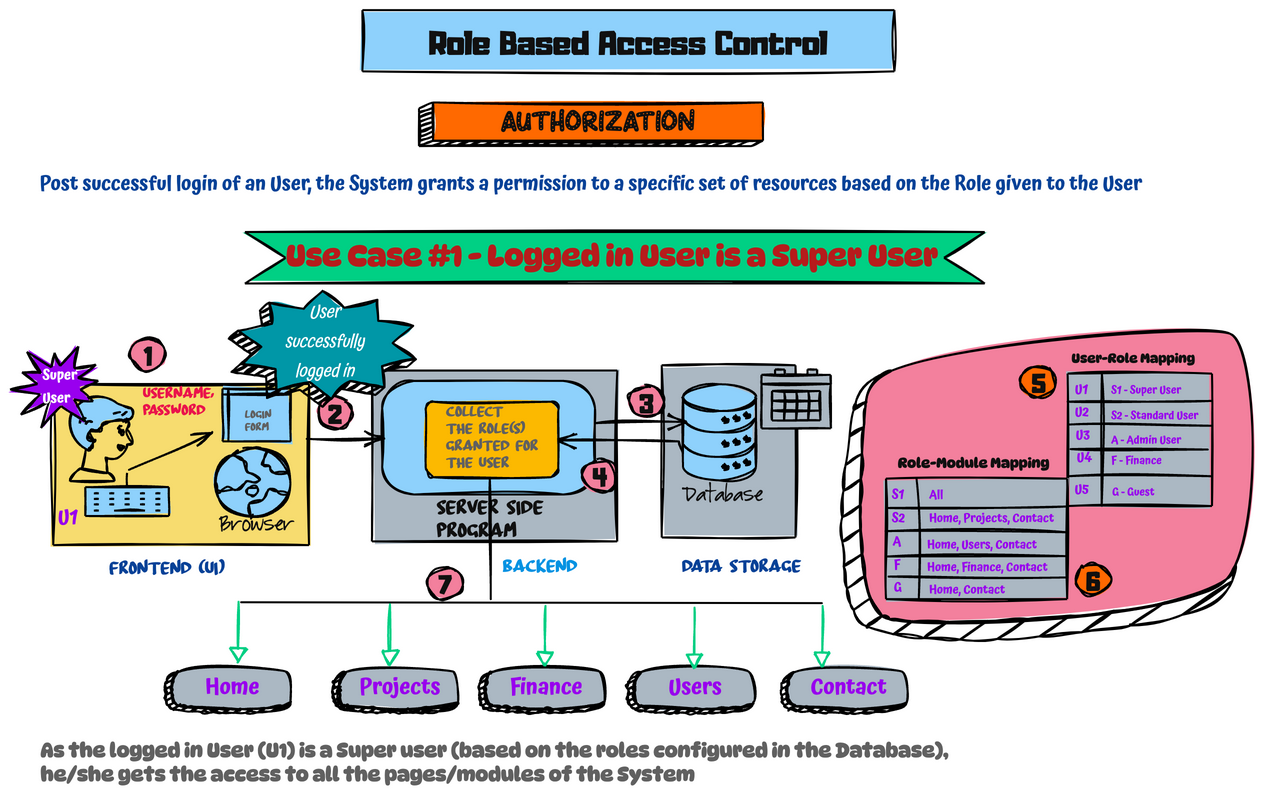 Role Based Access Control
AUTHORIZATION
Post successful login of an User, the System grants a permission to a specific set of resources based on the Role given to the User
Use Case #1 - Logged in User is a Super User
User
successfully
logged in
1
Super
User
USERNAME,
PASSWORD
LOGIN
FORM
U1
Browser
FRONTEND (UI)
2
COLLECT
THE ROLE(S)
GRANTED FOR
THE USER
4
SERVER SIDE
PROGRAM
BACKEND
3
Database
DATA STORAGE
5
User-Role Mapping
U1 S1 - Super User
U2 S2 - Standard User
U3 A - Admin User
U4 F - Finance
U5 G - Guest
Role-Module Mapping
S1 All
S2 Home, Projects, Contact
A Home, Users, Contact
F Home, Finance, Contact
G Home, Contact
6
7
Home
Projects
Finance
Users
Contact
As the logged in User (U1) is a Super user (based on the roles configured in the Database),
he/she gets the access to all the pages/modules of the System